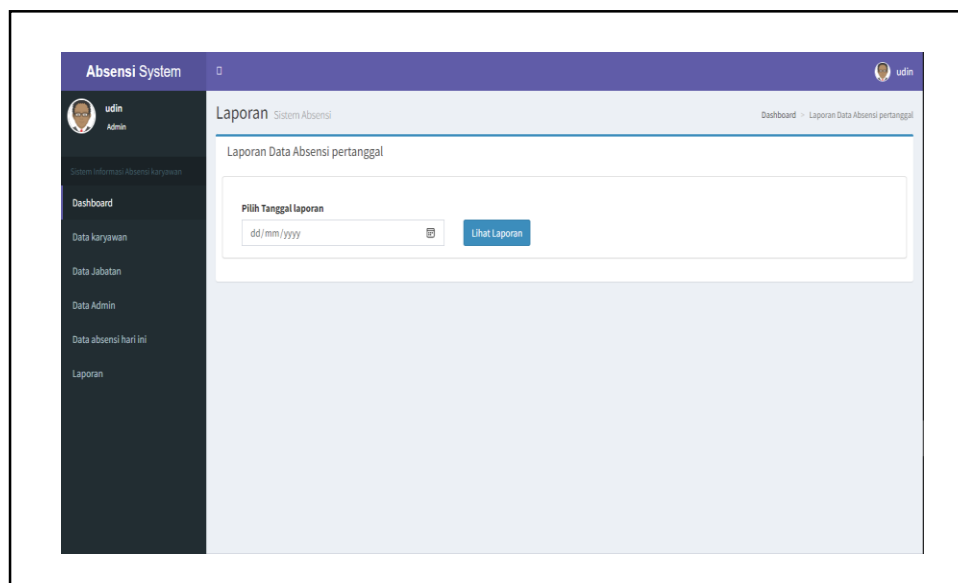 Absensi System
udin
udin
Admin
Sistem Informasi Absensi karyawan
Dashboard
Data karyawan
Data Jabatan
Data Admin
Data absensi hari ini
Laporan
Laporan Sistem Absensi
Dashboard > Laporan Data Absensi pertanggal
Laporan Data Absensi pertanggal
Pilih Tanggal laporan
dd/mm/yyyy
Lihat Laporan